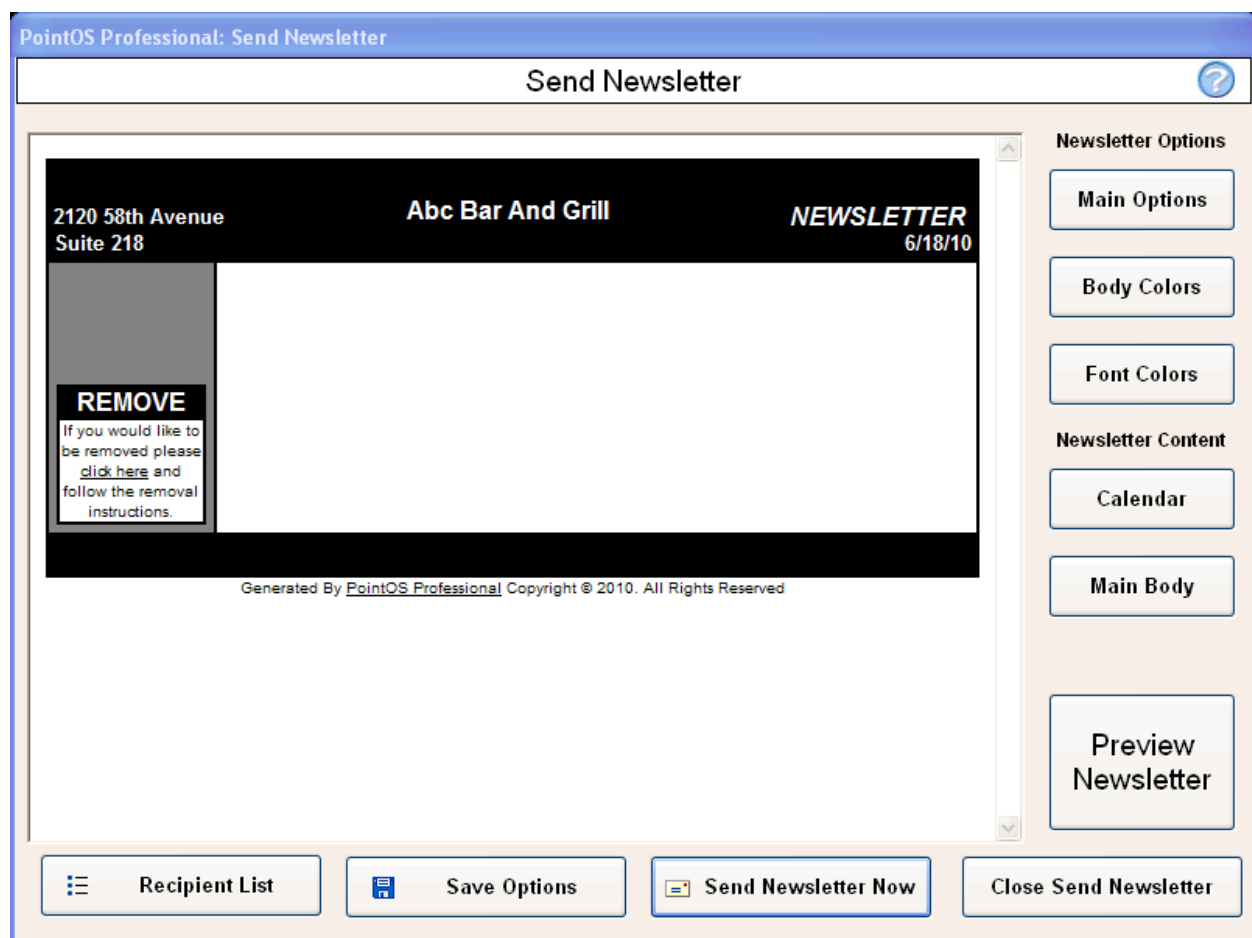 PointOS Professional: Send Newsletter
Send Newsletter
?
Newsletter Options
Main Options
Body Colors
Font Colors
Newsletter Content
Calendar
Main Body
Preview
Newsletter
2120 58th Avenue
Suite 218
Abc Bar And Grill
NEWSLETTER
6/18/10
REMOVE
If you would like to
be removed please
click here and
follow the removal
instructions.
Generated By PointOS Professional Copyright © 2010. All Rights Reserved
Recipient List
Save Options
Send Newsletter Now
Close Send Newsletter